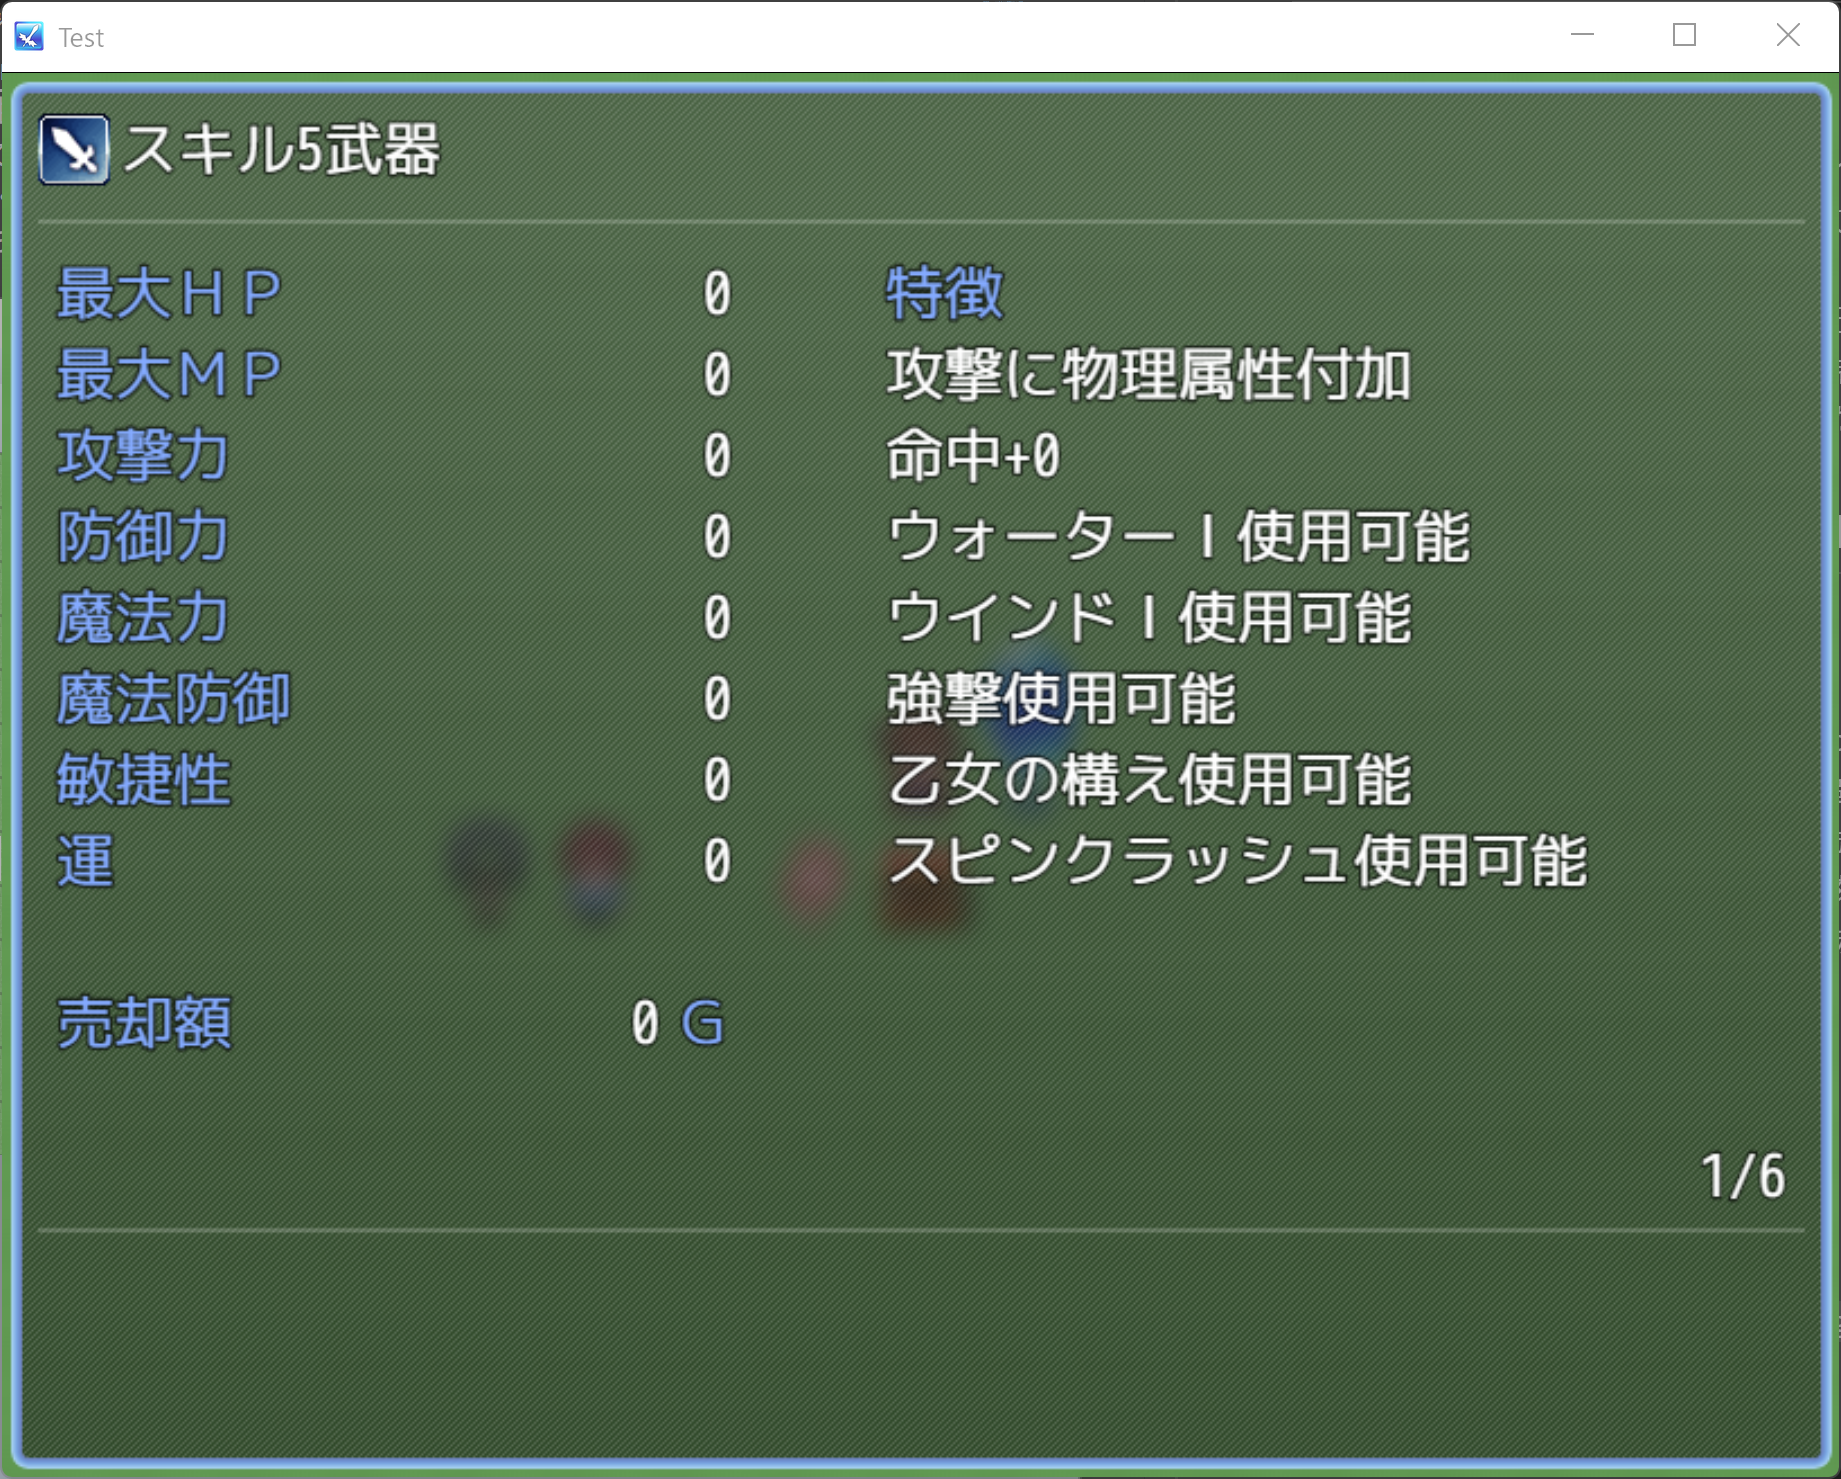 Test
スキル5武器
最大ＨＰ 0 特徴
最大ＭＰ 0 攻撃に物理属性付加
攻撃力 0 命中+0
防御力 0 ウォーターⅠ使用可能
魔法力 0 ウインドⅠ使用可能
魔法防御 0 強撃使用可能
敏捷性 0 乙女の構え使用可能
運 0 スピンクラッシュ使用可能
売却額 0 Ｇ
1/6